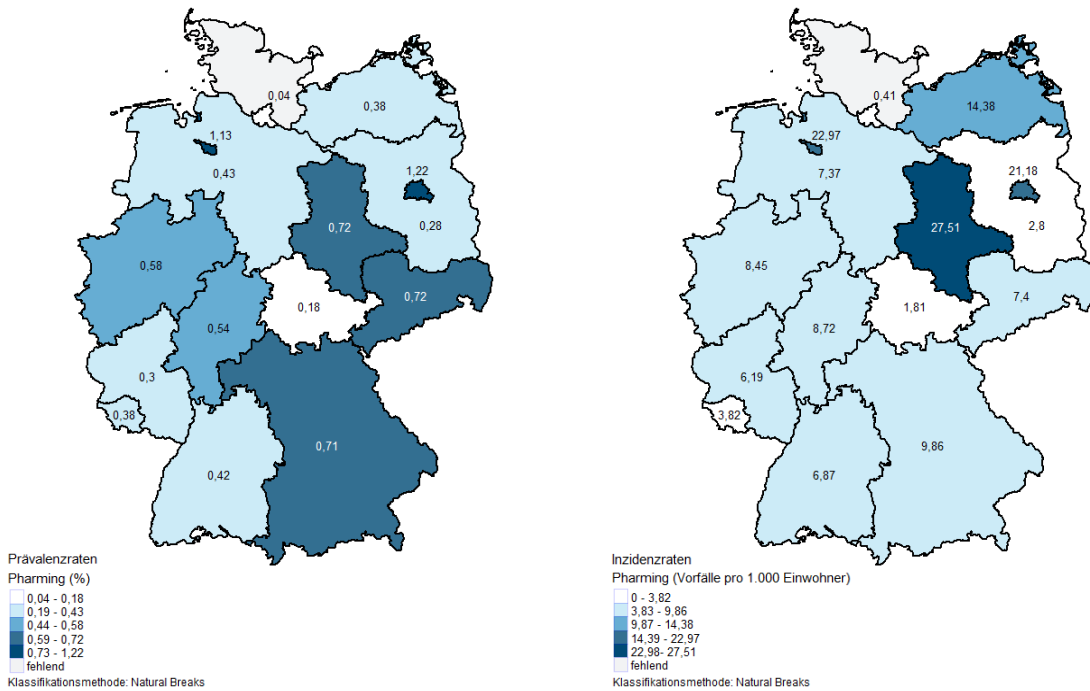 0,04
0,38
1,13
0,43
1,22
0,28
0,72
0,58
0,72
0,54
0,18
0,3
0,38
0,71
0,42
Prävalenzraten
Pharming (%)
0,04 - 0,18
0,19 - 0,43
0,44 - 0,58
0,59 - 0,72
0,73 - 1,22
fehlend
Klassifikationsmethode: Natural Breaks
0,41
14,38
22,97
7,37
21,18
2,8
27,51
8,45
7,4
1,81
8,72
6,19
3,82
9,86
6,87
Inzidenzraten
Pharming (Vorfälle pro 1.000 Einwohner)
0 - 3,82
3,83 - 9,86
9,87 - 14,38
14,39 - 22,97
22,98- 27,51
fehlend
Klassifikationsmethode: Natural Breaks